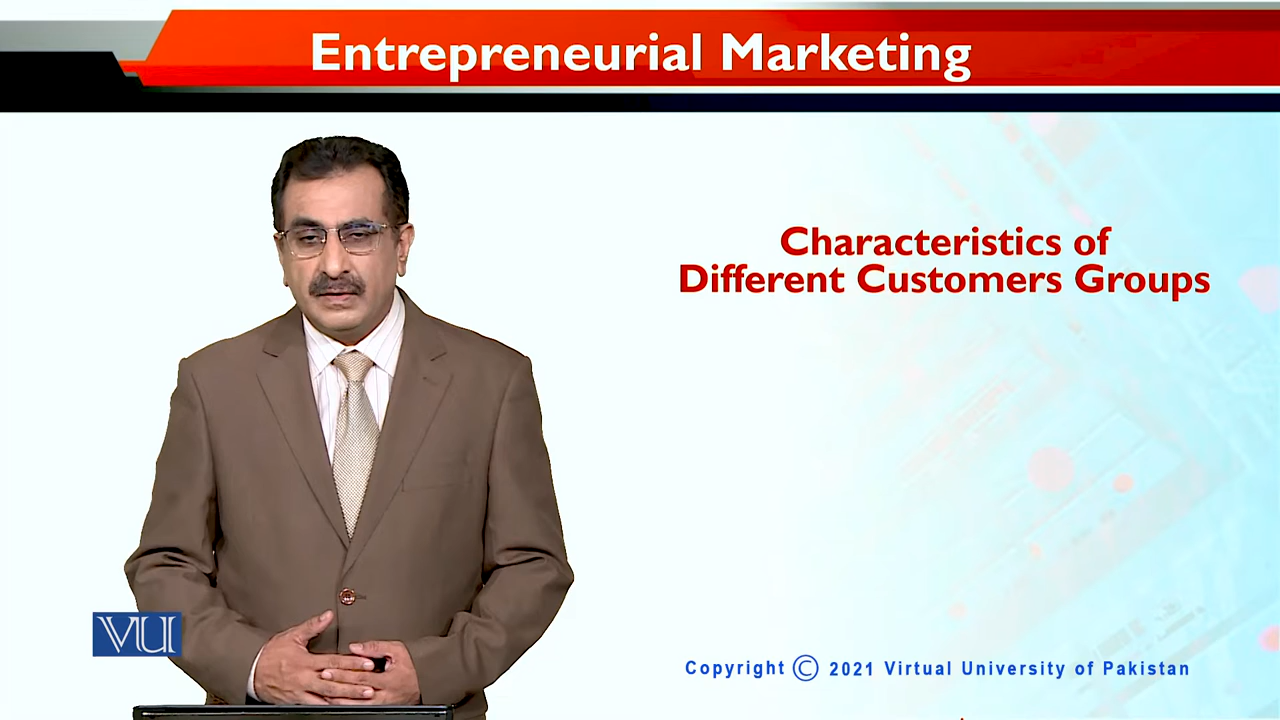 Entrepreneurial Marketing
Characteristics of
Different Customers Groups
VU
Copyright © 2021 Virtual University of Pakistan